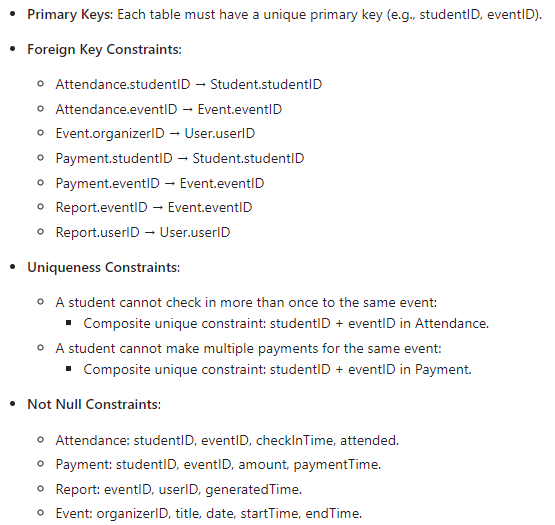 • Primary Keys: Each table must have a unique primary key (e.g., studentID, eventID).
• Foreign Key Constraints:
○ Attendance.studentID → Student.studentID
○ Attendance.eventID → Event.eventID
○ Event.organizerID → User.userID
○ Payment.studentID → Student.studentID
○ Payment.eventID → Event.eventID
○ Report.eventID → Event.eventID
○ Report.userID → User.userID
• Uniqueness Constraints:
○ A student cannot check in more than once to the same event:
▪ Composite unique constraint: studentID + eventID in Attendance.
○ A student cannot make multiple payments for the same event:
▪ Composite unique constraint: studentID + eventID in Payment.
• Not Null Constraints:
○ Attendance: studentID, eventID, checkInTime, attended.
○ Payment: studentID, eventID, amount, paymentTime.
○ Report: eventID, userID, generatedTime.
○ Event: organizerID, title, date, startTime, endTime.